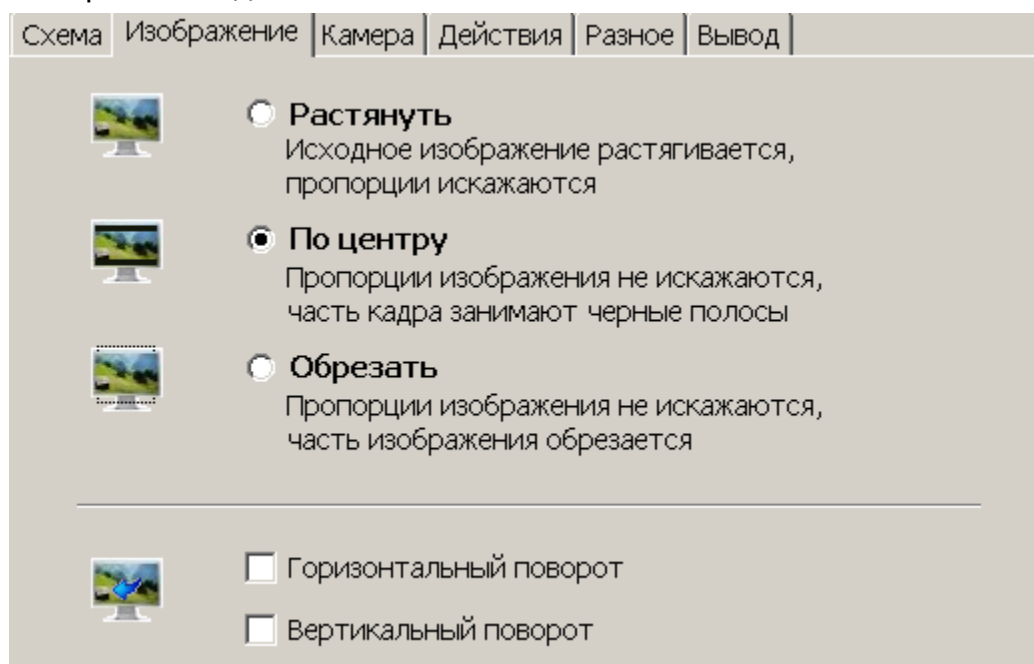 Схема Изображение Камера Действия Разное Вывод
Растянуть
Исходное изображение растягивается,
пропорции искажаются
По центру
Пропорции изображения не искажаются,
часть кадра занимают черные полосы
Обрезать
Пропорции изображения не искажаются,
часть изображения обрезается
Горизонтальный поворот
Вертикальный поворот